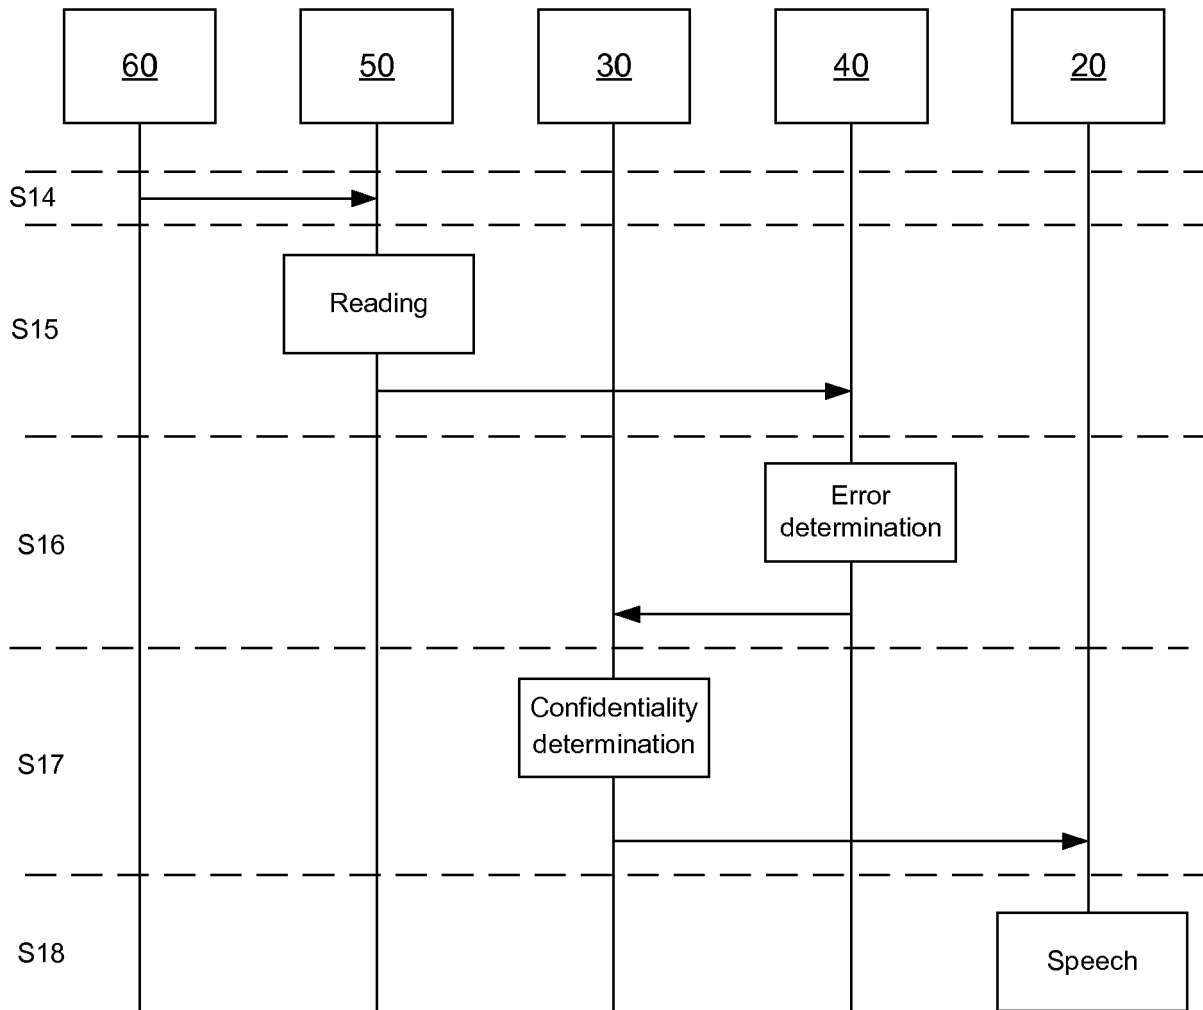 60
50
30
40
20
S14
Reading
S15
Error
determination
S16
Confidentiality
determination
S17
S18
Speech